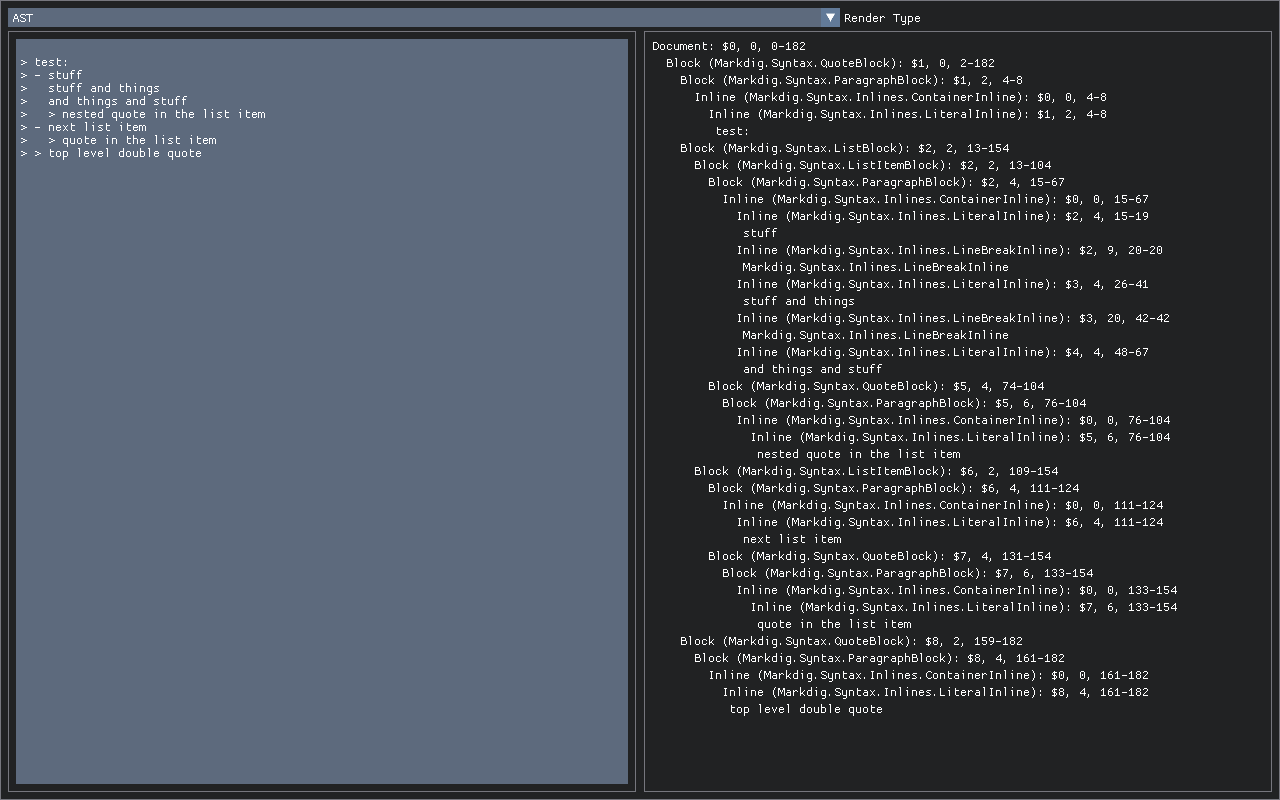 AST
Render Type
> test:
> - stuff
>   stuff and things
>   and things and stuff
>   > nested quote in the list item
> - next list item
>   > quote in the list item
> > top level double quote
Document: $0, 0, 0-182
Block (Markdig.Syntax.QuoteBlock): $1, 0, 2-182
Block (Markdig.Syntax.ParagraphBlock): $1, 2, 4-8
Inline (Markdig.Syntax.Inlines.ContainerInline): $0, 0, 4-8
Inline (Markdig.Syntax.Inlines.LiteralInline): $1, 2, 4-8
test:
Block (Markdig.Syntax.ListBlock): $2, 2, 13-154
Block (Markdig.Syntax.ListItemBlock): $2, 2, 13-104
Block (Markdig.Syntax.ParagraphBlock): $2, 4, 15-67
Inline (Markdig.Syntax.Inlines.ContainerInline): $0, 0, 15-67
Inline (Markdig.Syntax.Inlines.LiteralInline): $2, 4, 15-19
stuff
Inline (Markdig.Syntax.Inlines.LineBreakInline): $2, 9, 20-20
Markdig.Syntax.Inlines.LineBreakInline
Inline (Markdig.Syntax.Inlines.LiteralInline): $3, 4, 26-41
stuff and things
Inline (Markdig.Syntax.Inlines.LineBreakInline): $3, 20, 42-42
Markdig.Syntax.Inlines.LineBreakInline
Inline (Markdig.Syntax.Inlines.LiteralInline): $4, 4, 48-67
and things and stuff
Block (Markdig.Syntax.QuoteBlock): $5, 4, 74-104
Block (Markdig.Syntax.ParagraphBlock): $5, 6, 76-104
Inline (Markdig.Syntax.Inlines.ContainerInline): $0, 0, 76-104
Inline (Markdig.Syntax.Inlines.LiteralInline): $5, 6, 76-104
nested quote in the list item
Block (Markdig.Syntax.ListItemBlock): $6, 2, 109-154
Block (Markdig.Syntax.ParagraphBlock): $6, 4, 111-124
Inline (Markdig.Syntax.Inlines.ContainerInline): $0, 0, 111-124
Inline (Markdig.Syntax.Inlines.LiteralInline): $6, 4, 111-124
next list item
Block (Markdig.Syntax.QuoteBlock): $7, 4, 131-154
Block (Markdig.Syntax.ParagraphBlock): $7, 6, 133-154
Inline (Markdig.Syntax.Inlines.ContainerInline): $0, 0, 133-154
Inline (Markdig.Syntax.Inlines.LiteralInline): $7, 6, 133-154
quote in the list item
Block (Markdig.Syntax.QuoteBlock): $8, 2, 159-182
Block (Markdig.Syntax.ParagraphBlock): $8, 4, 161-182
Inline (Markdig.Syntax.Inlines.ContainerInline): $0, 0, 161-182
Inline (Markdig.Syntax.Inlines.LiteralInline): $8, 4, 161-182
top level double quote